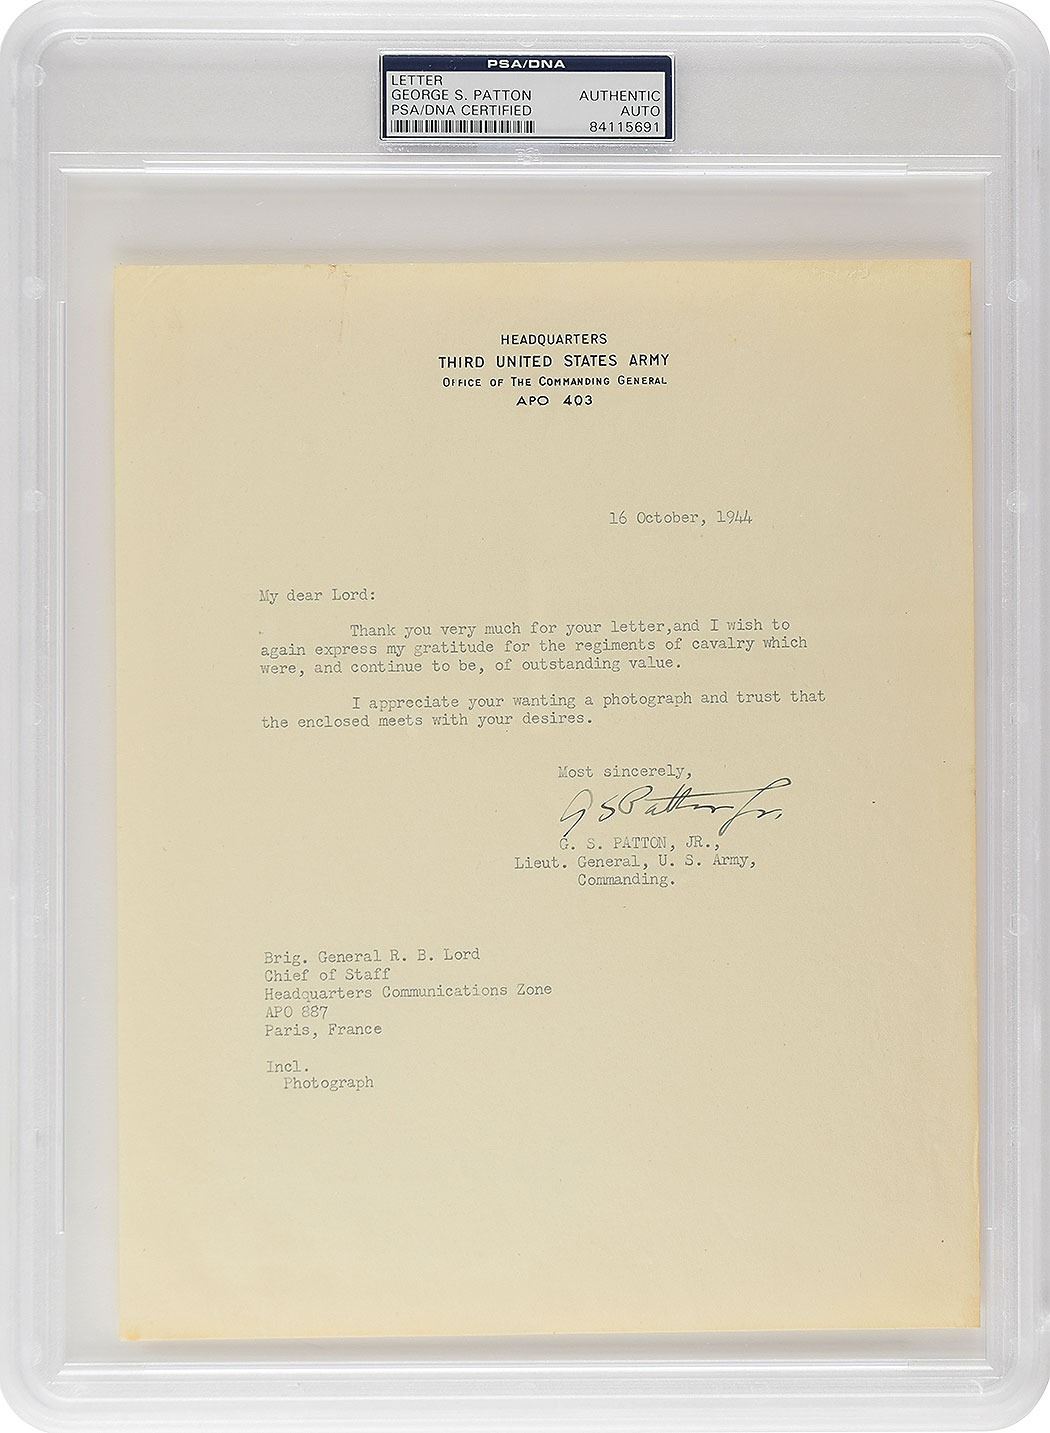 PSA/DNA
LETTER
GEORGE S. PATTON AUTHENTIC
PSA/DNA CERTIFIED AUTO
84115691
HEADQUARTERS
THIRD UNITED STATES ARMY
OFFICE OF THE COMMANDING GENERAL
APO 403
16 October, 1944
My dear Lord:
Thank you very much for your letter,and I wish to
again express my gratitude for the regiments of cavalry which
were, and continue to be, of outstanding value.
I appreciate your wanting a photograph and trust that
the enclosed meets with your desires.
Most sincerely,
G S Patton Jr.
G. S. PATTON, JR.,
Lieut. General, U. S. Army,
Commanding.
Brig. General R. B. Lord
Chief of Staff
Headquarters Communications Zone
APO 887
Paris, France
Incl.
Photograph